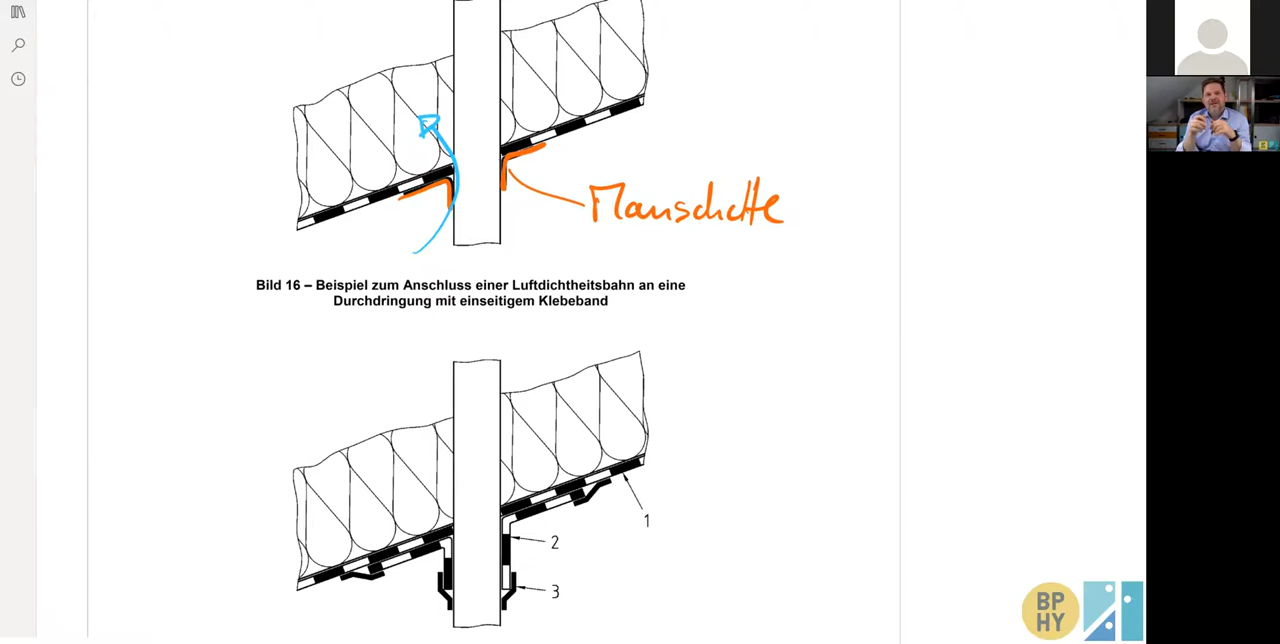 Manschette
Bild 16 – Beispiel zum Anschluss einer Luftdichtheitsbahn an eine
Durchdringung mit einseitigem Klebeband
1
2
3
BP
HY